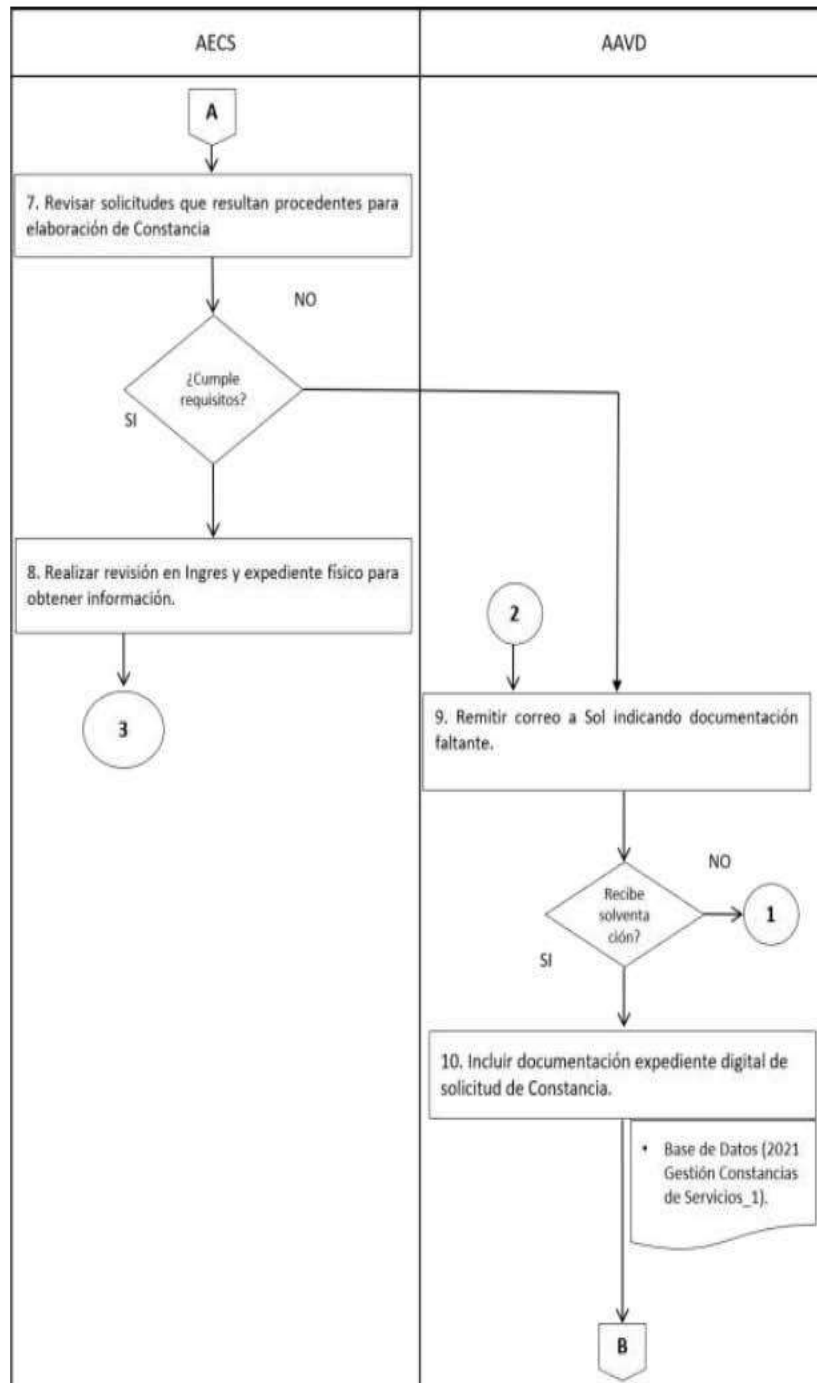 AECS
AAVD
A
7. Revisar solicitudes que resultan procedentes para
elaboración de Constancia
NO
¿Cumple
requisitos?
SI
8. Realizar revisión en Ingres y expediente físico para
obtener información.
3
2
9. Remitir correo a Sol indicando documentación
faltante.
NO
Recibe
solventa
ción?
1
SI
10. Incluir documentación expediente digital de
solicitud de Constancia.
• Base de Datos (2021
Gestión Constancias
de Servicios_1).
B